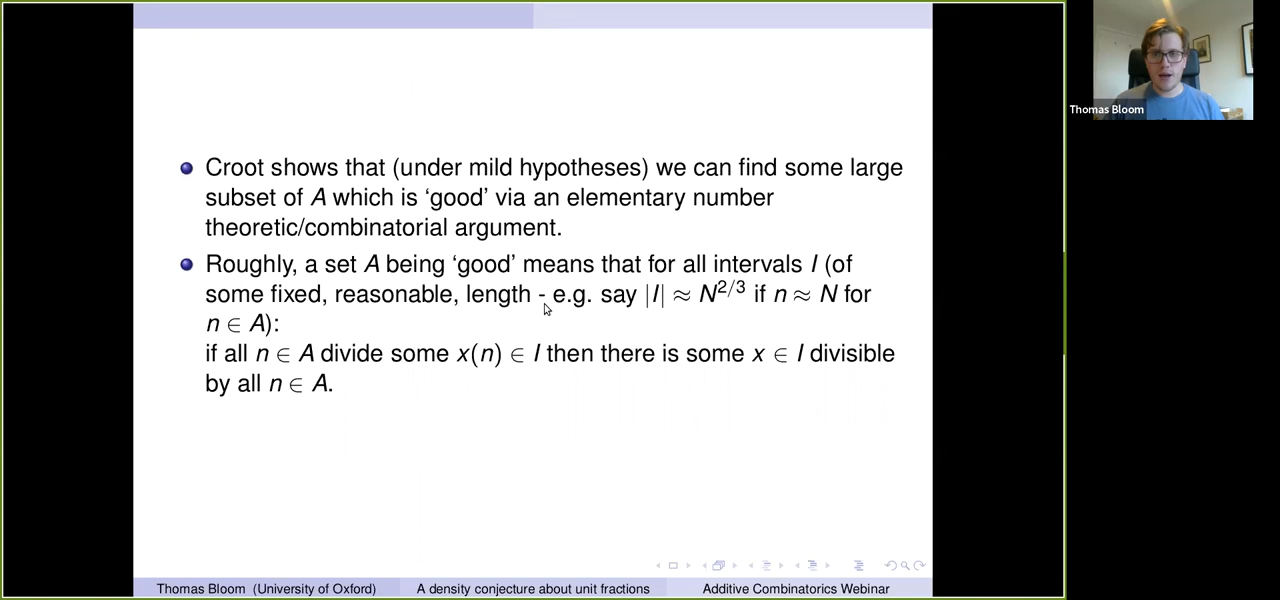 Croot shows that (under mild hypotheses) we can find some large
subset of A which is ‘good’ via an elementary number
theoretic/combinatorial argument.
Roughly, a set A being ‘good’ means that for all intervals I (of
some fixed, reasonable, length - e.g. say |I| ≈ N^{2/3} if n ≈ N for
n ∈ A):
if all n ∈ A divide some x(n) ∈ I then there is some x ∈ I divisible
by all n ∈ A.
Thomas Bloom (University of Oxford)
A density conjecture about unit fractions
Additive Combinatorics Webinar
Thomas Bloom